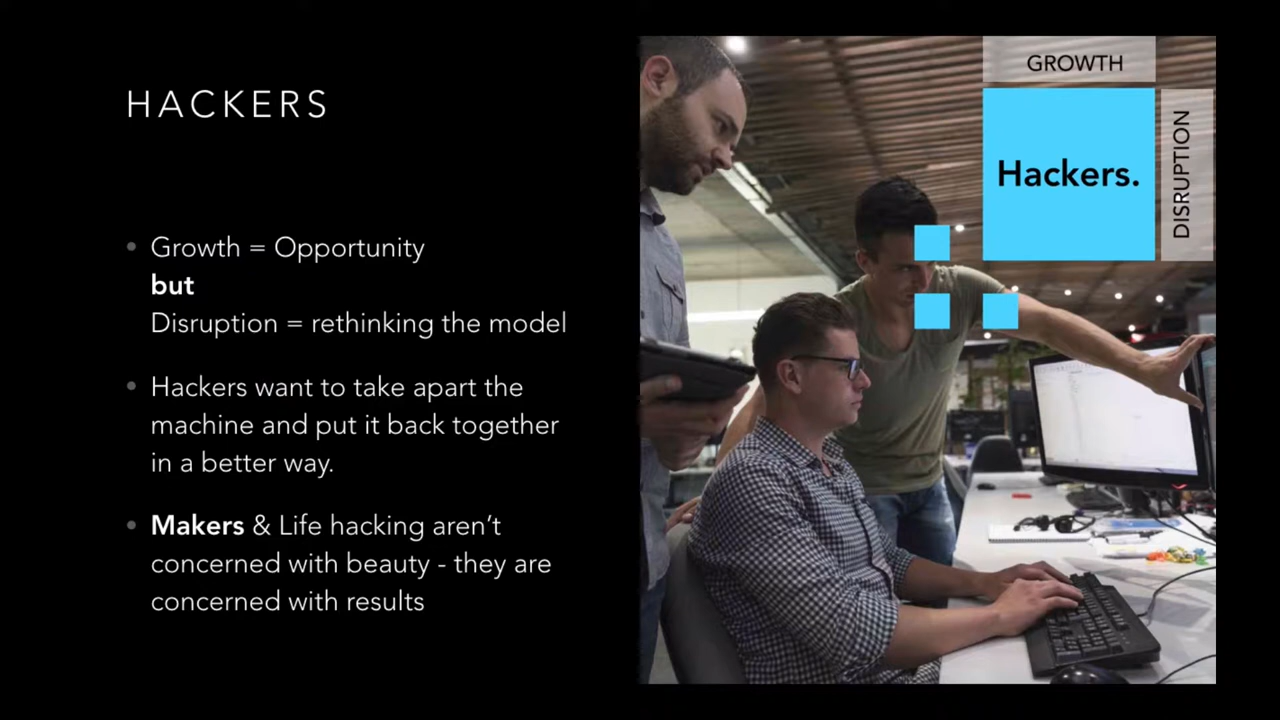 HACKERS
• Growth = Opportunity
but
Disruption = rethinking the model
• Hackers want to take apart the
machine and put it back together
in a better way.
• Makers & Life hacking aren’t
concerned with beauty - they are
concerned with results
GROWTH
Hackers.
DISRUPTION